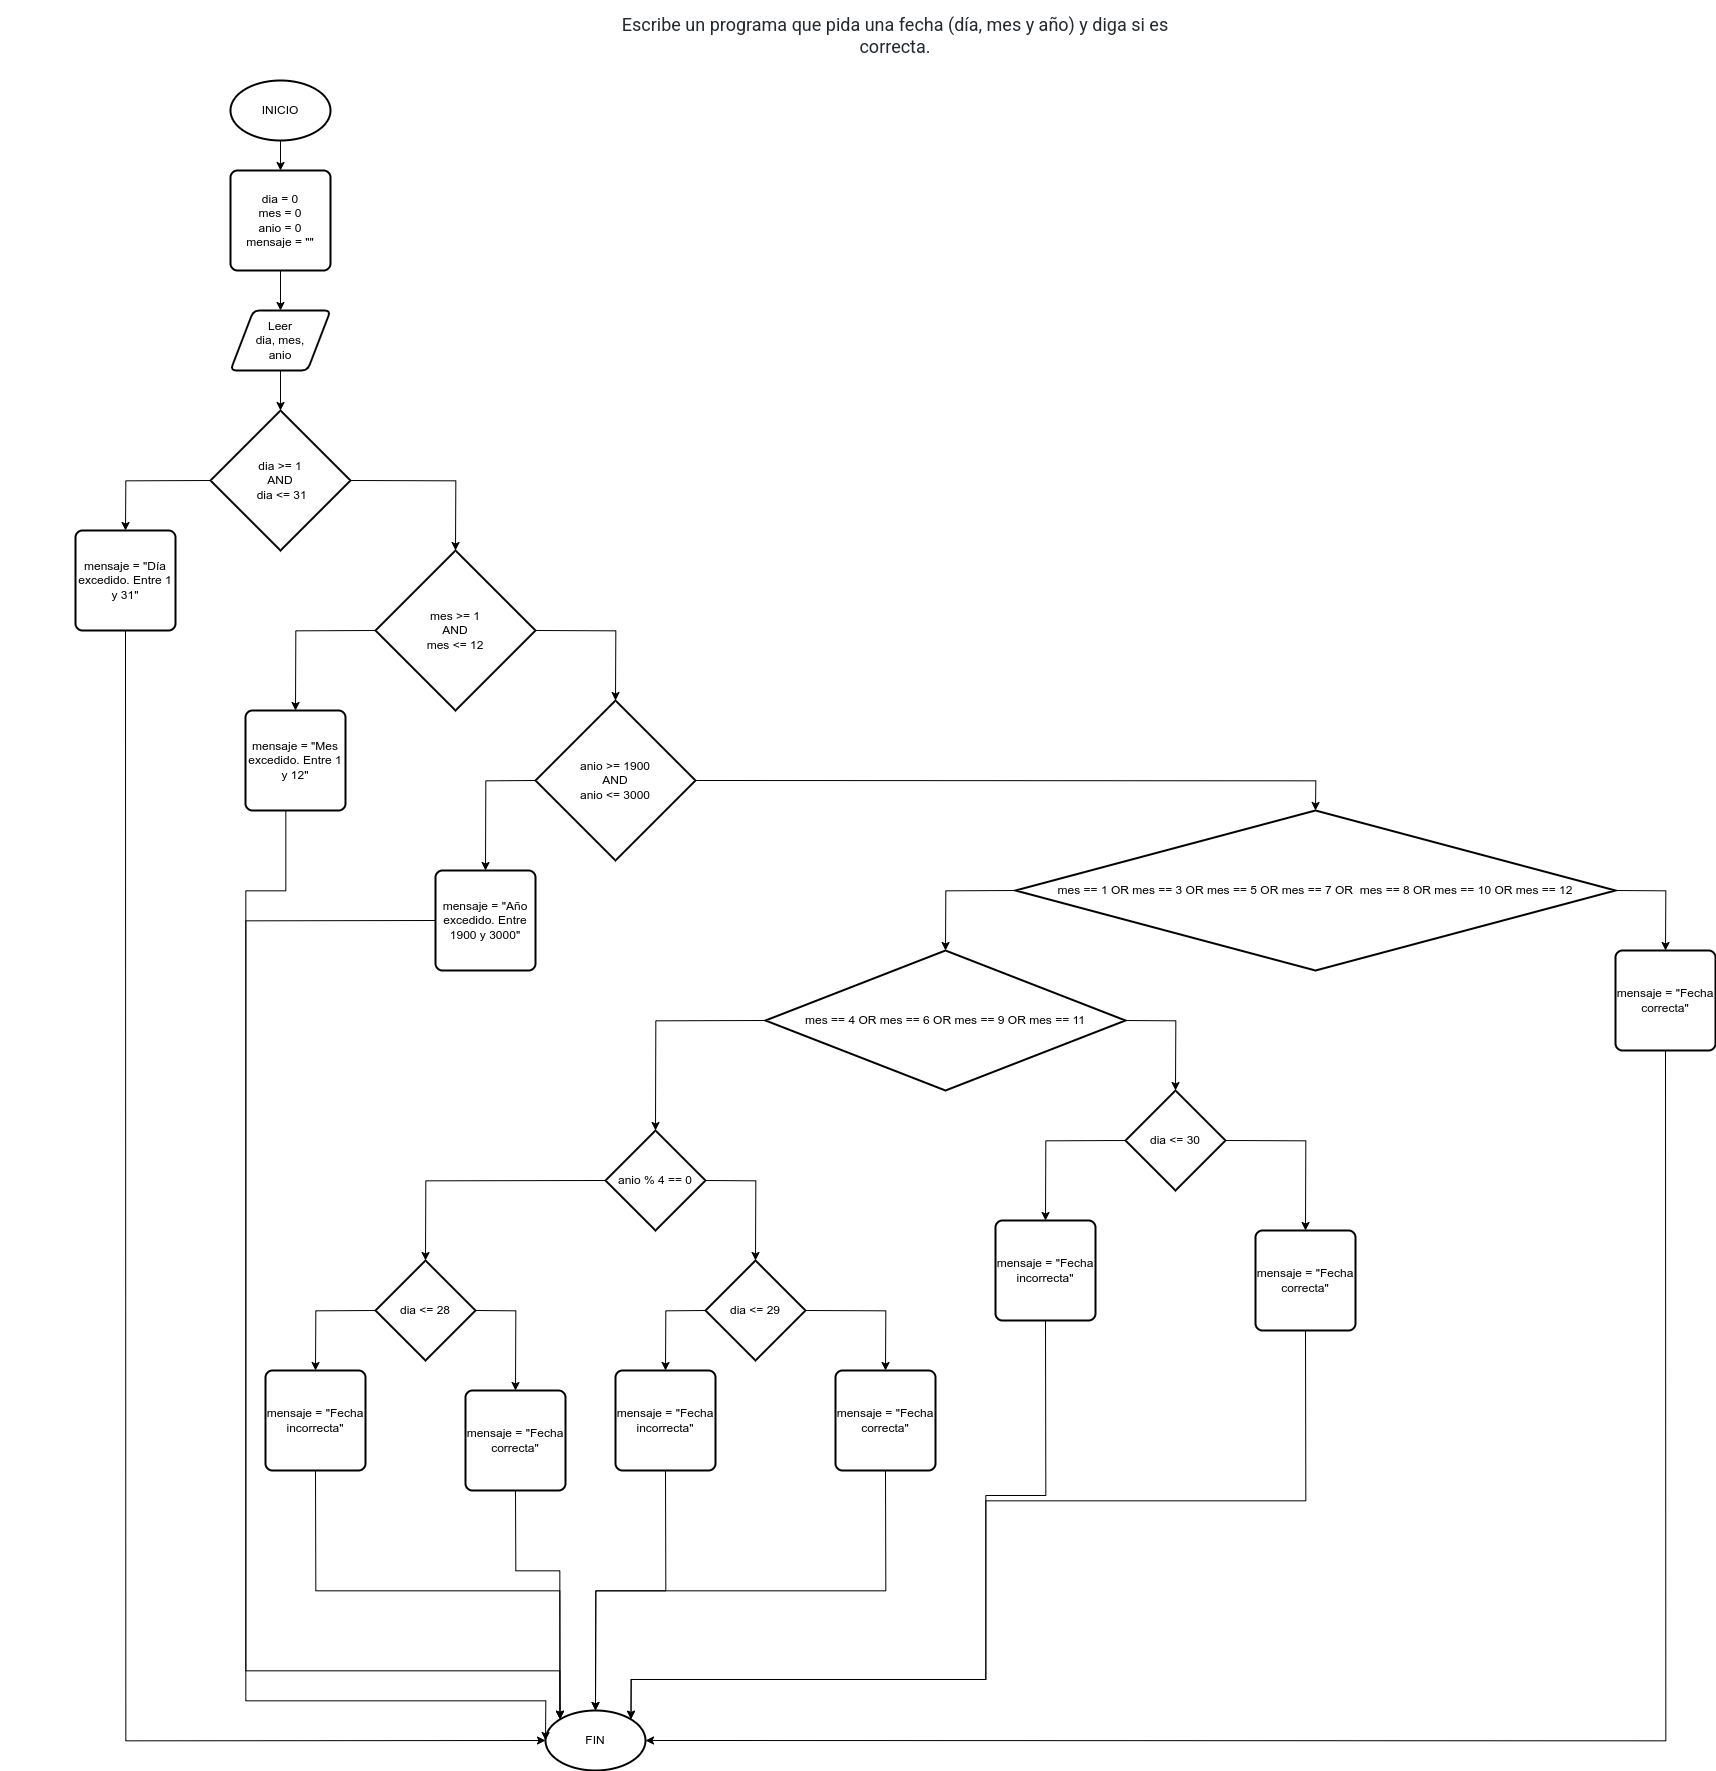 Escribe un programa que pida una fecha (día, mes y año) y diga si es
correcta.
INICIO
dia = 0
mes = 0
anio = 0
mensaje = ""
Leer
dia, mes,
anio
dia >= 1
AND
dia <= 31
mensaje = "Día
excedido. Entre 1
y 31"
mes >= 1
AND
mes <= 12
mensaje = "Mes
excedido. Entre 1
y 12"
anio >= 1900
AND
anio <= 3000
mensaje = "Año
excedido. Entre
1900 y 3000"
mes == 1 OR mes == 3 OR mes == 5 OR mes == 7 OR  mes == 8 OR mes == 10 OR mes == 12
mensaje = "Fecha
correcta"
mes == 4 OR mes == 6 OR mes == 9 OR mes == 11
dia <= 30
anio % 4 == 0
mensaje = "Fecha
incorrecta"
mensaje = "Fecha
correcta"
dia <= 28
dia <= 29
mensaje = "Fecha
incorrecta"
mensaje = "Fecha
correcta"
mensaje = "Fecha
incorrecta"
mensaje = "Fecha
correcta"
FIN